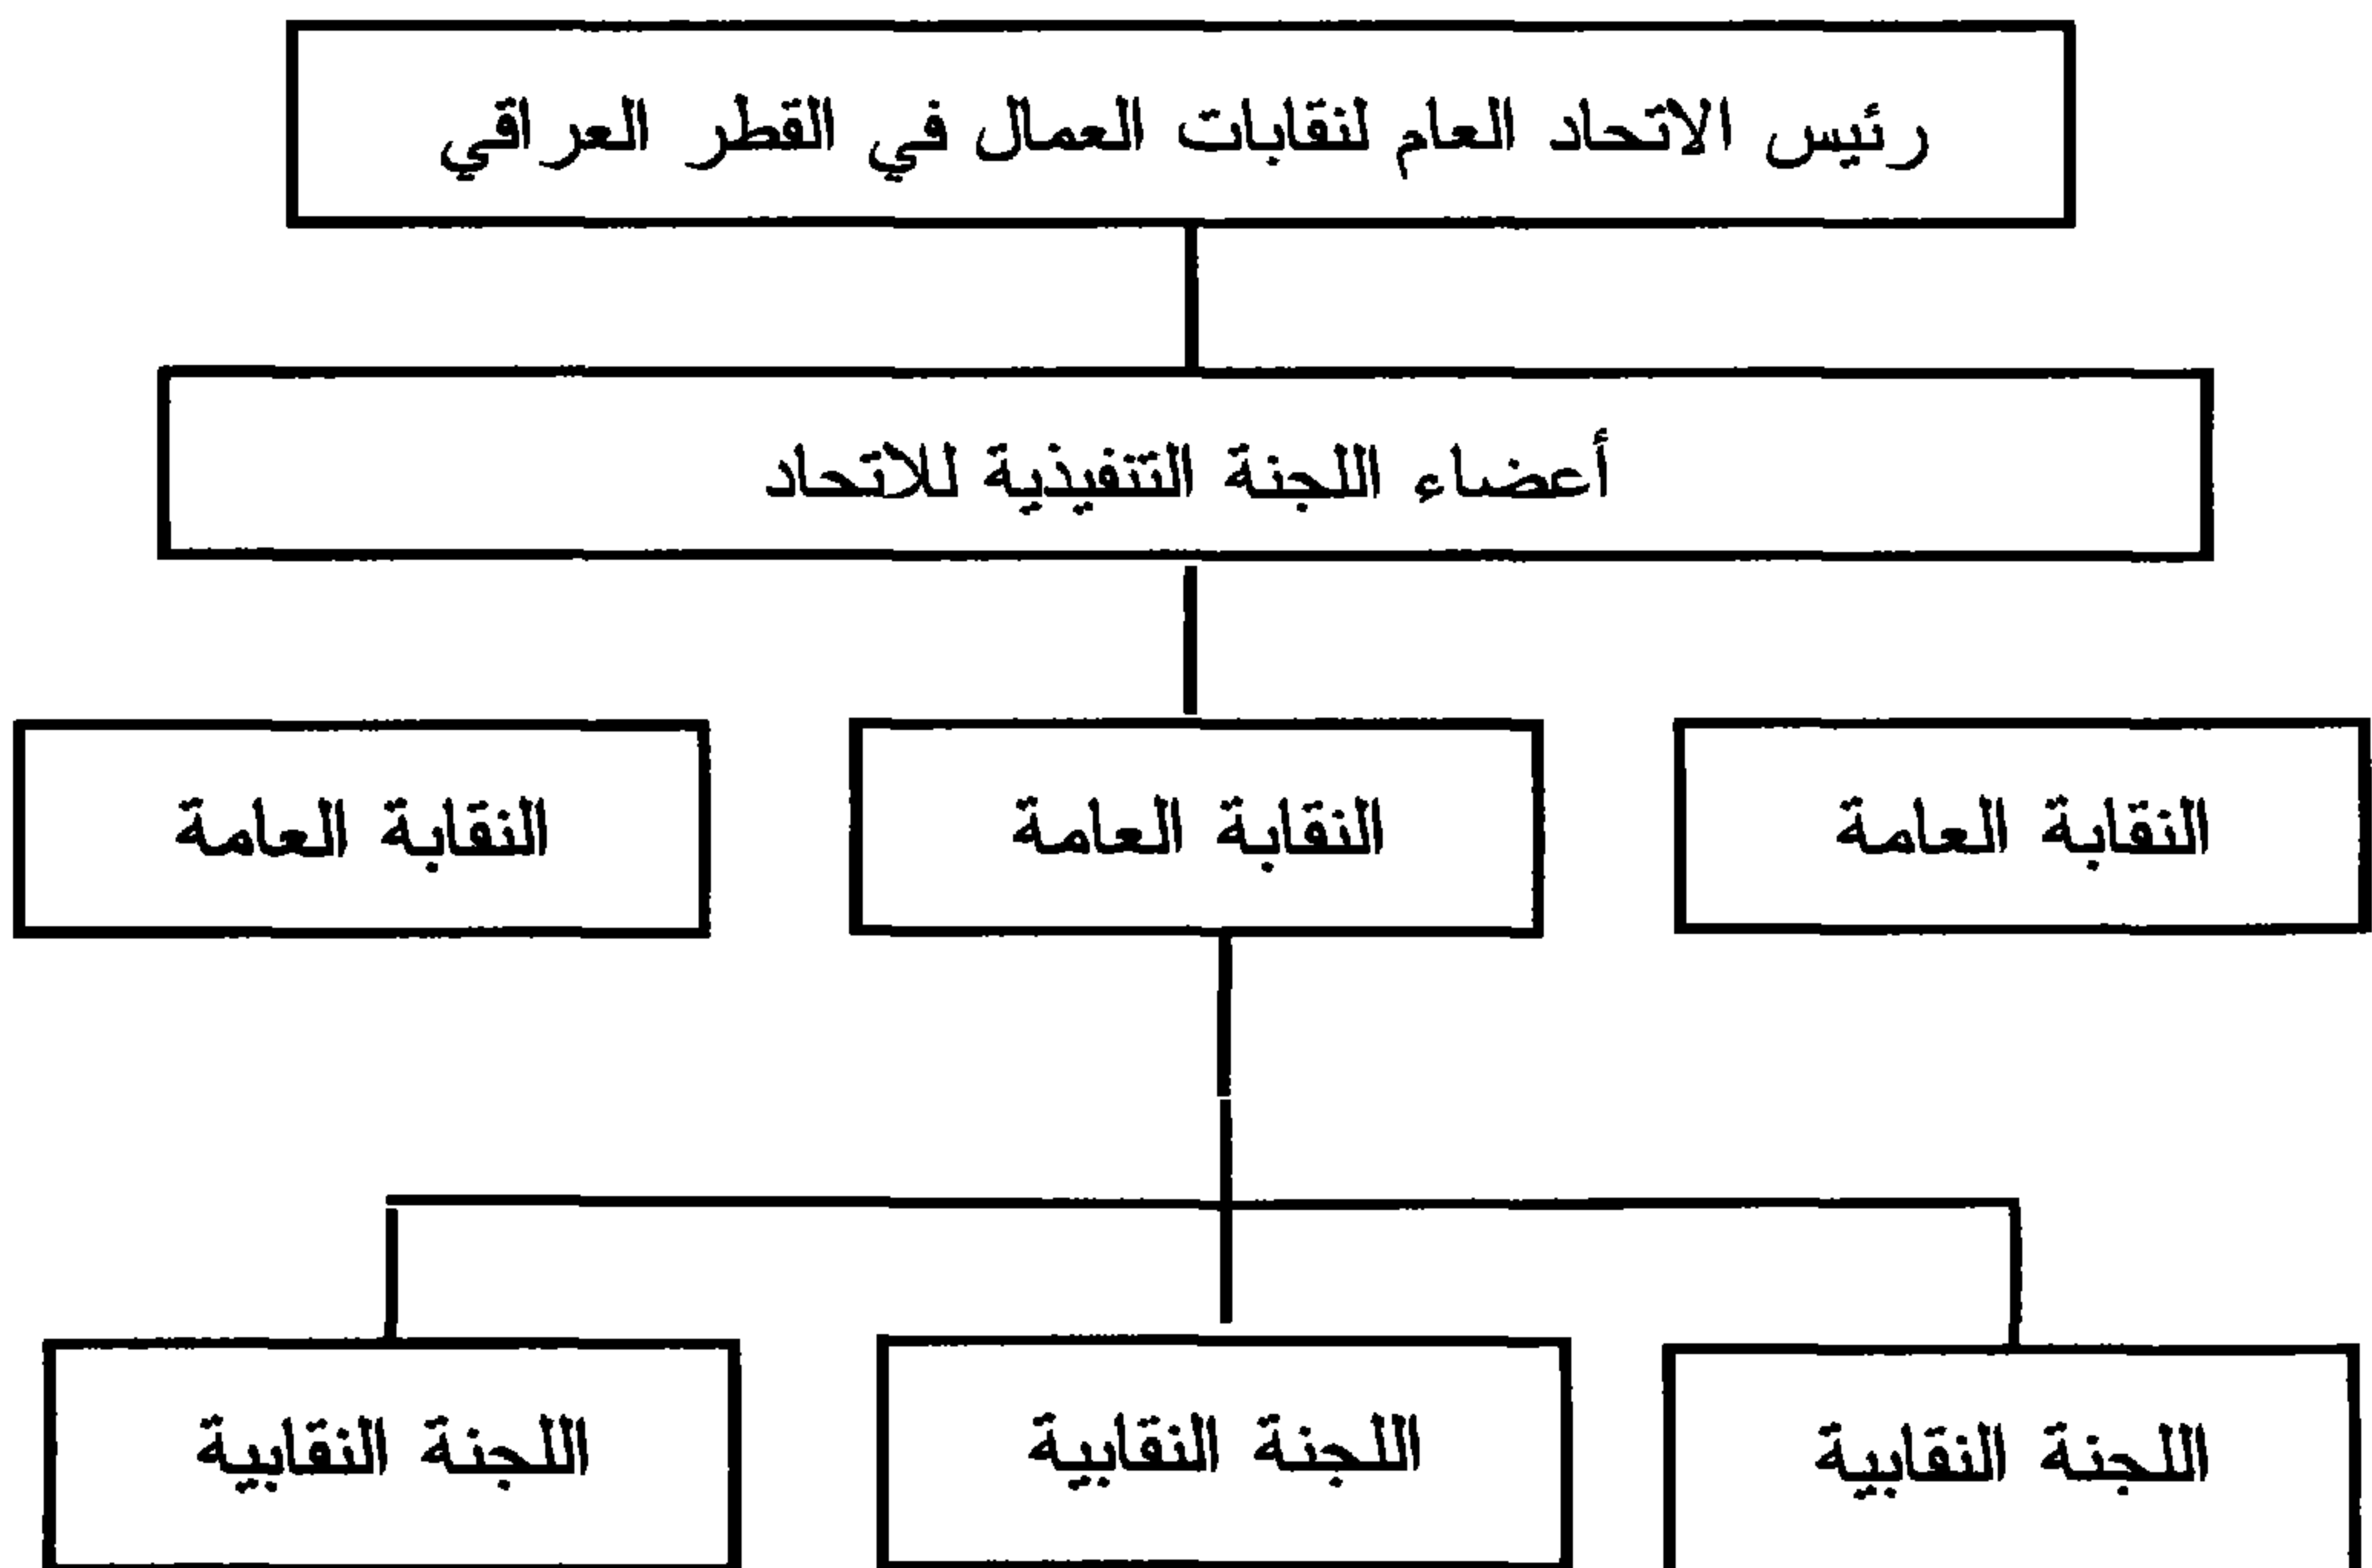 رئيس الاتحاد العام لنقابات العمال في القطر العراقي
أعضاء اللجنة التنفيذية للاتحاد
النقابة العامة
النقابة العامة
النقابة العامة
اللجنة النقابية
اللجنة النقابية
اللجنة النقابية